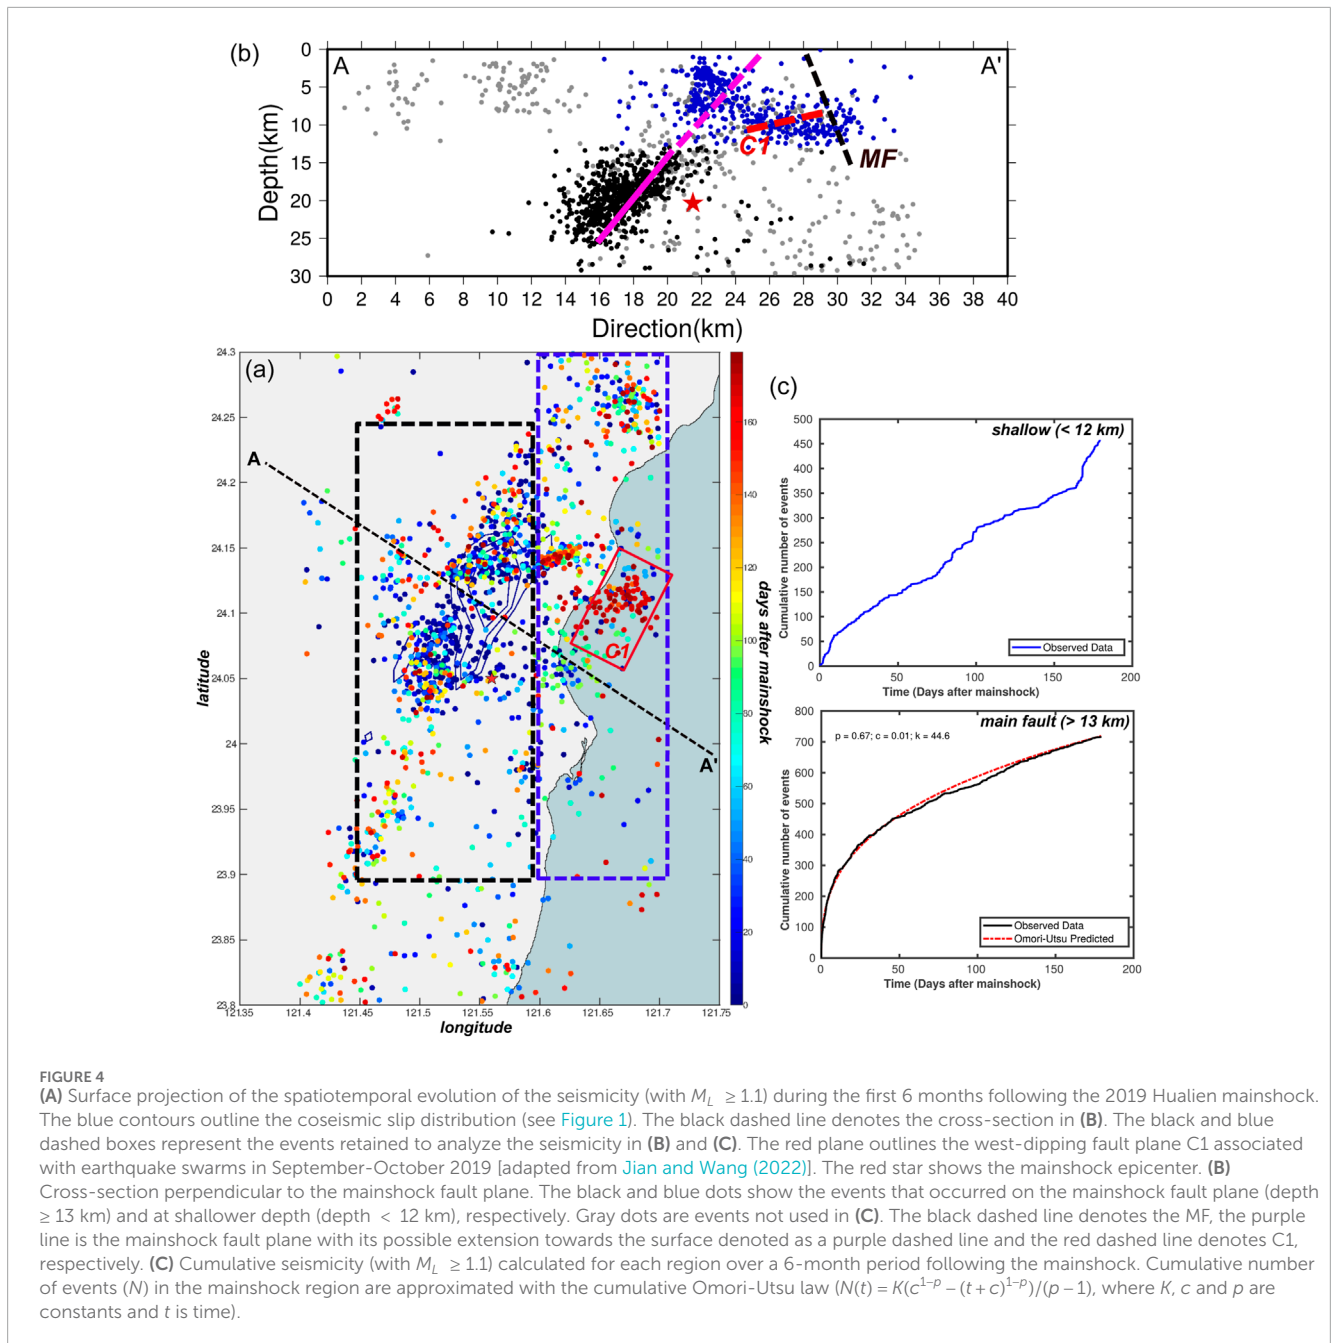 (b)
A
A'
0
5
10
15
20
25
30
Depth(km)
C1
MF
0 2 4 6 8 10 12 14 16 18 20 22 24 26 28 30 32 34 36 38 40
Direction(km)
(a)
24.3
24.25
24.2
24.15
24.1
24.05
24
23.95
23.9
23.85
23.8
latitude
A
A'
C1
121.35 121.4 121.45 121.5 121.55 121.6 121.65 121.7 121.75
longitude
160
140
120
100
80
60
40
20
0
days after mainshock
(c)
shallow (< 12 km)
500
450
400
350
300
250
200
150
100
50
0
Cumulative number of events
Observed Data
0 50 100 150 200
Time (Days after mainshock)
main fault (> 13 km)
p = 0.67; c = 0.01; k = 44.6
800
700
600
500
400
300
200
100
0
Cumulative number of events
Observed Data
Omori-Utsu Predicted
0 50 100 150 200
Time (Days after mainshock)
FIGURE 4
(A) Surface projection of the spatiotemporal evolution of the seismicity (with M_L ≥ 1.1) during the first 6 months following the 2019 Hualien mainshock.
The blue contours outline the coseismic slip distribution (see Figure 1). The black dashed line denotes the cross-section in (B). The black and blue
dashed boxes represent the events retained to analyze the seismicity in (B) and (C). The red plane outlines the west-dipping fault plane C1 associated
with earthquake swarms in September-October 2019 [adapted from Jian and Wang (2022)]. The red star shows the mainshock epicenter. (B)
Cross-section perpendicular to the mainshock fault plane. The black and blue dots show the events that occurred on the mainshock fault plane (depth
≥ 13 km) and at shallower depth (depth < 12 km), respectively. Gray dots are events not used in (C). The black dashed line denotes the MF, the purple
line is the mainshock fault plane with its possible extension towards the surface denoted as a purple dashed line and the red dashed line denotes C1,
respectively. (C) Cumulative seismicity (with M_L ≥ 1.1) calculated for each region over a 6-month period following the mainshock. Cumulative number
of events (N) in the mainshock region are approximated with the cumulative Omori-Utsu law (N(t) = K(c^{1−p} − (t + c)^{1−p})/(p − 1), where K, c and p are
constants and t is time).